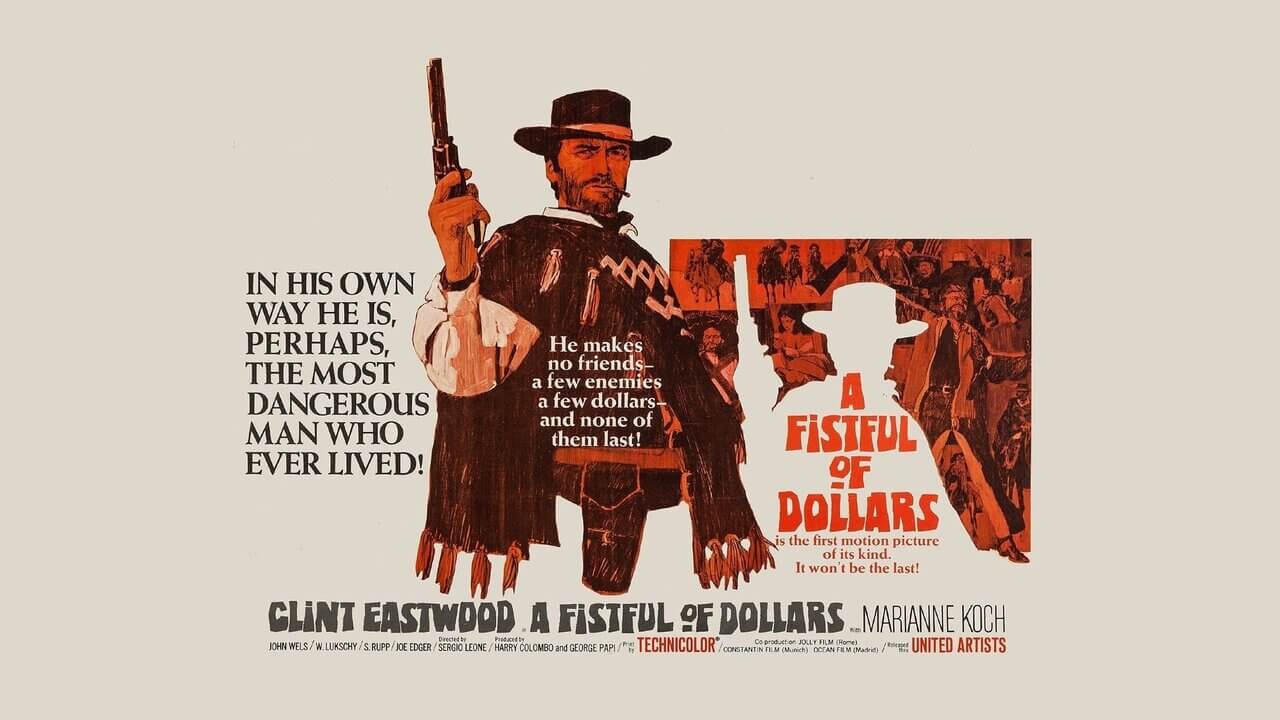 IN HIS OWN
WAY HE IS,
PERHAPS,
THE MOST
DANGEROUS
MAN WHO
EVER LIVED!
He makes
no friends–
a few enemies
a few dollars–
and none of
them last!
A
FiSTFUL
OF
DOLLARS
is the first motion picture
of its kind.
It won't be the last!
CLiNT EASTWOOD in A FiSTFUL OF DOLLARS with MARIANNE KOCH
JOHN WELS / W. LUKSCHY / S. RUPP / JOE EDGER / Directed by SERGIO LEONE / Produced by HARRY COLOMBO and GEORGE PAPI / Print by TECHNICOLOR® / Co-production JOLLY FILM (Rome)
CONSTANTIN FILM (Munich) OCEAN FILM (Madrid) / Released thru UNITED ARTISTS